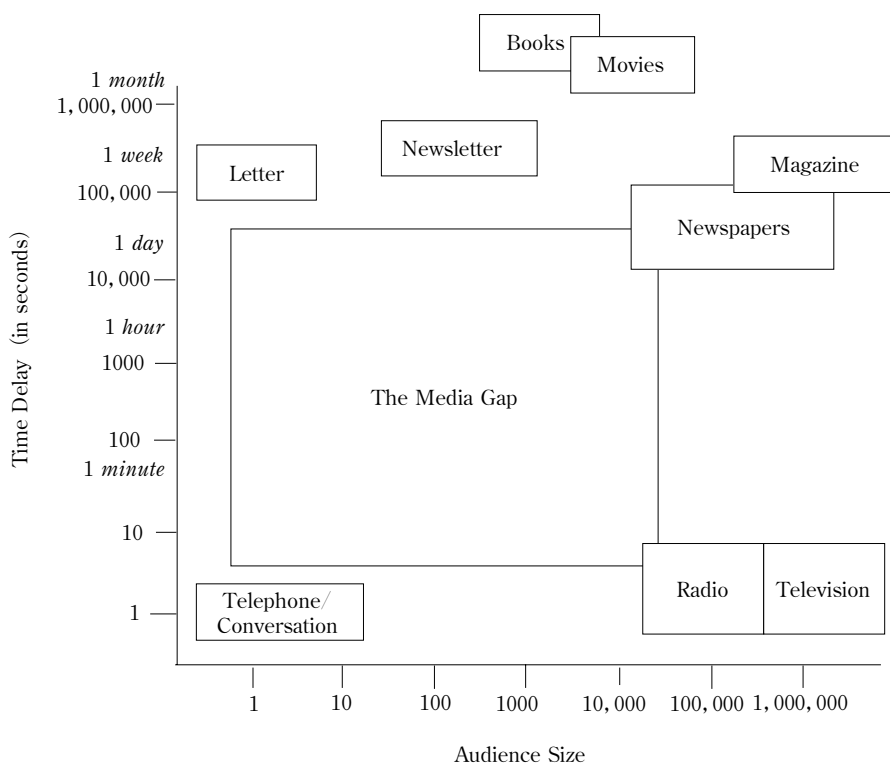 Books
Movies
1 month
1,000,000
Newsletter
1 week
Letter
Magazine
100,000
Newspapers
1 day
10,000
1 hour
1000
The Media Gap
100
1 minute
10
Radio
Television
Telephone/
Conversation
1
Time Delay (in seconds)
1
10
100
1000
10,000
100,000
1,000,000
Audience Size